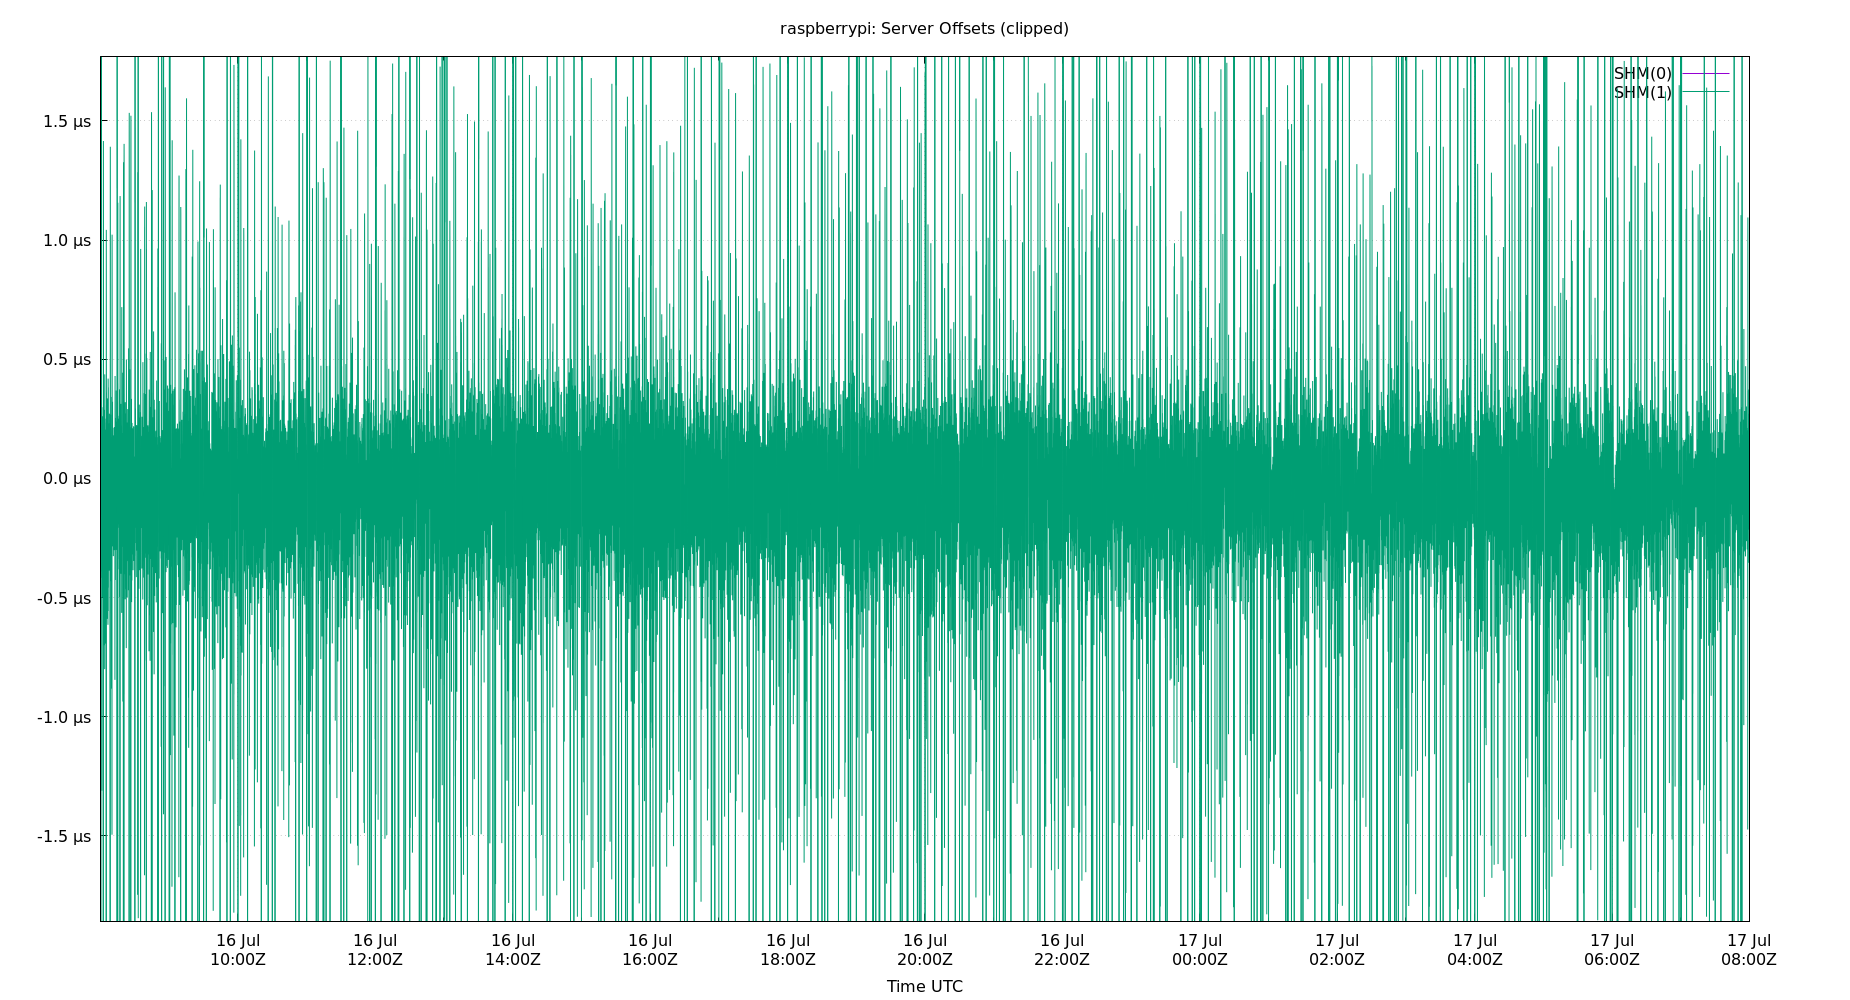 raspberrypi: Server Offsets (clipped)
SHM(0)
SHM(1)
1.5 µs
1.0 µs
0.5 µs
0.0 µs
-0.5 µs
-1.0 µs
-1.5 µs
16 Jul 16 Jul 16 Jul 16 Jul 16 Jul 16 Jul 16 Jul 17 Jul 17 Jul 17 Jul 17 Jul 17 Jul
10:00Z 12:00Z 14:00Z 16:00Z 18:00Z 20:00Z 22:00Z 00:00Z 02:00Z 04:00Z 06:00Z 08:00Z
Time UTC